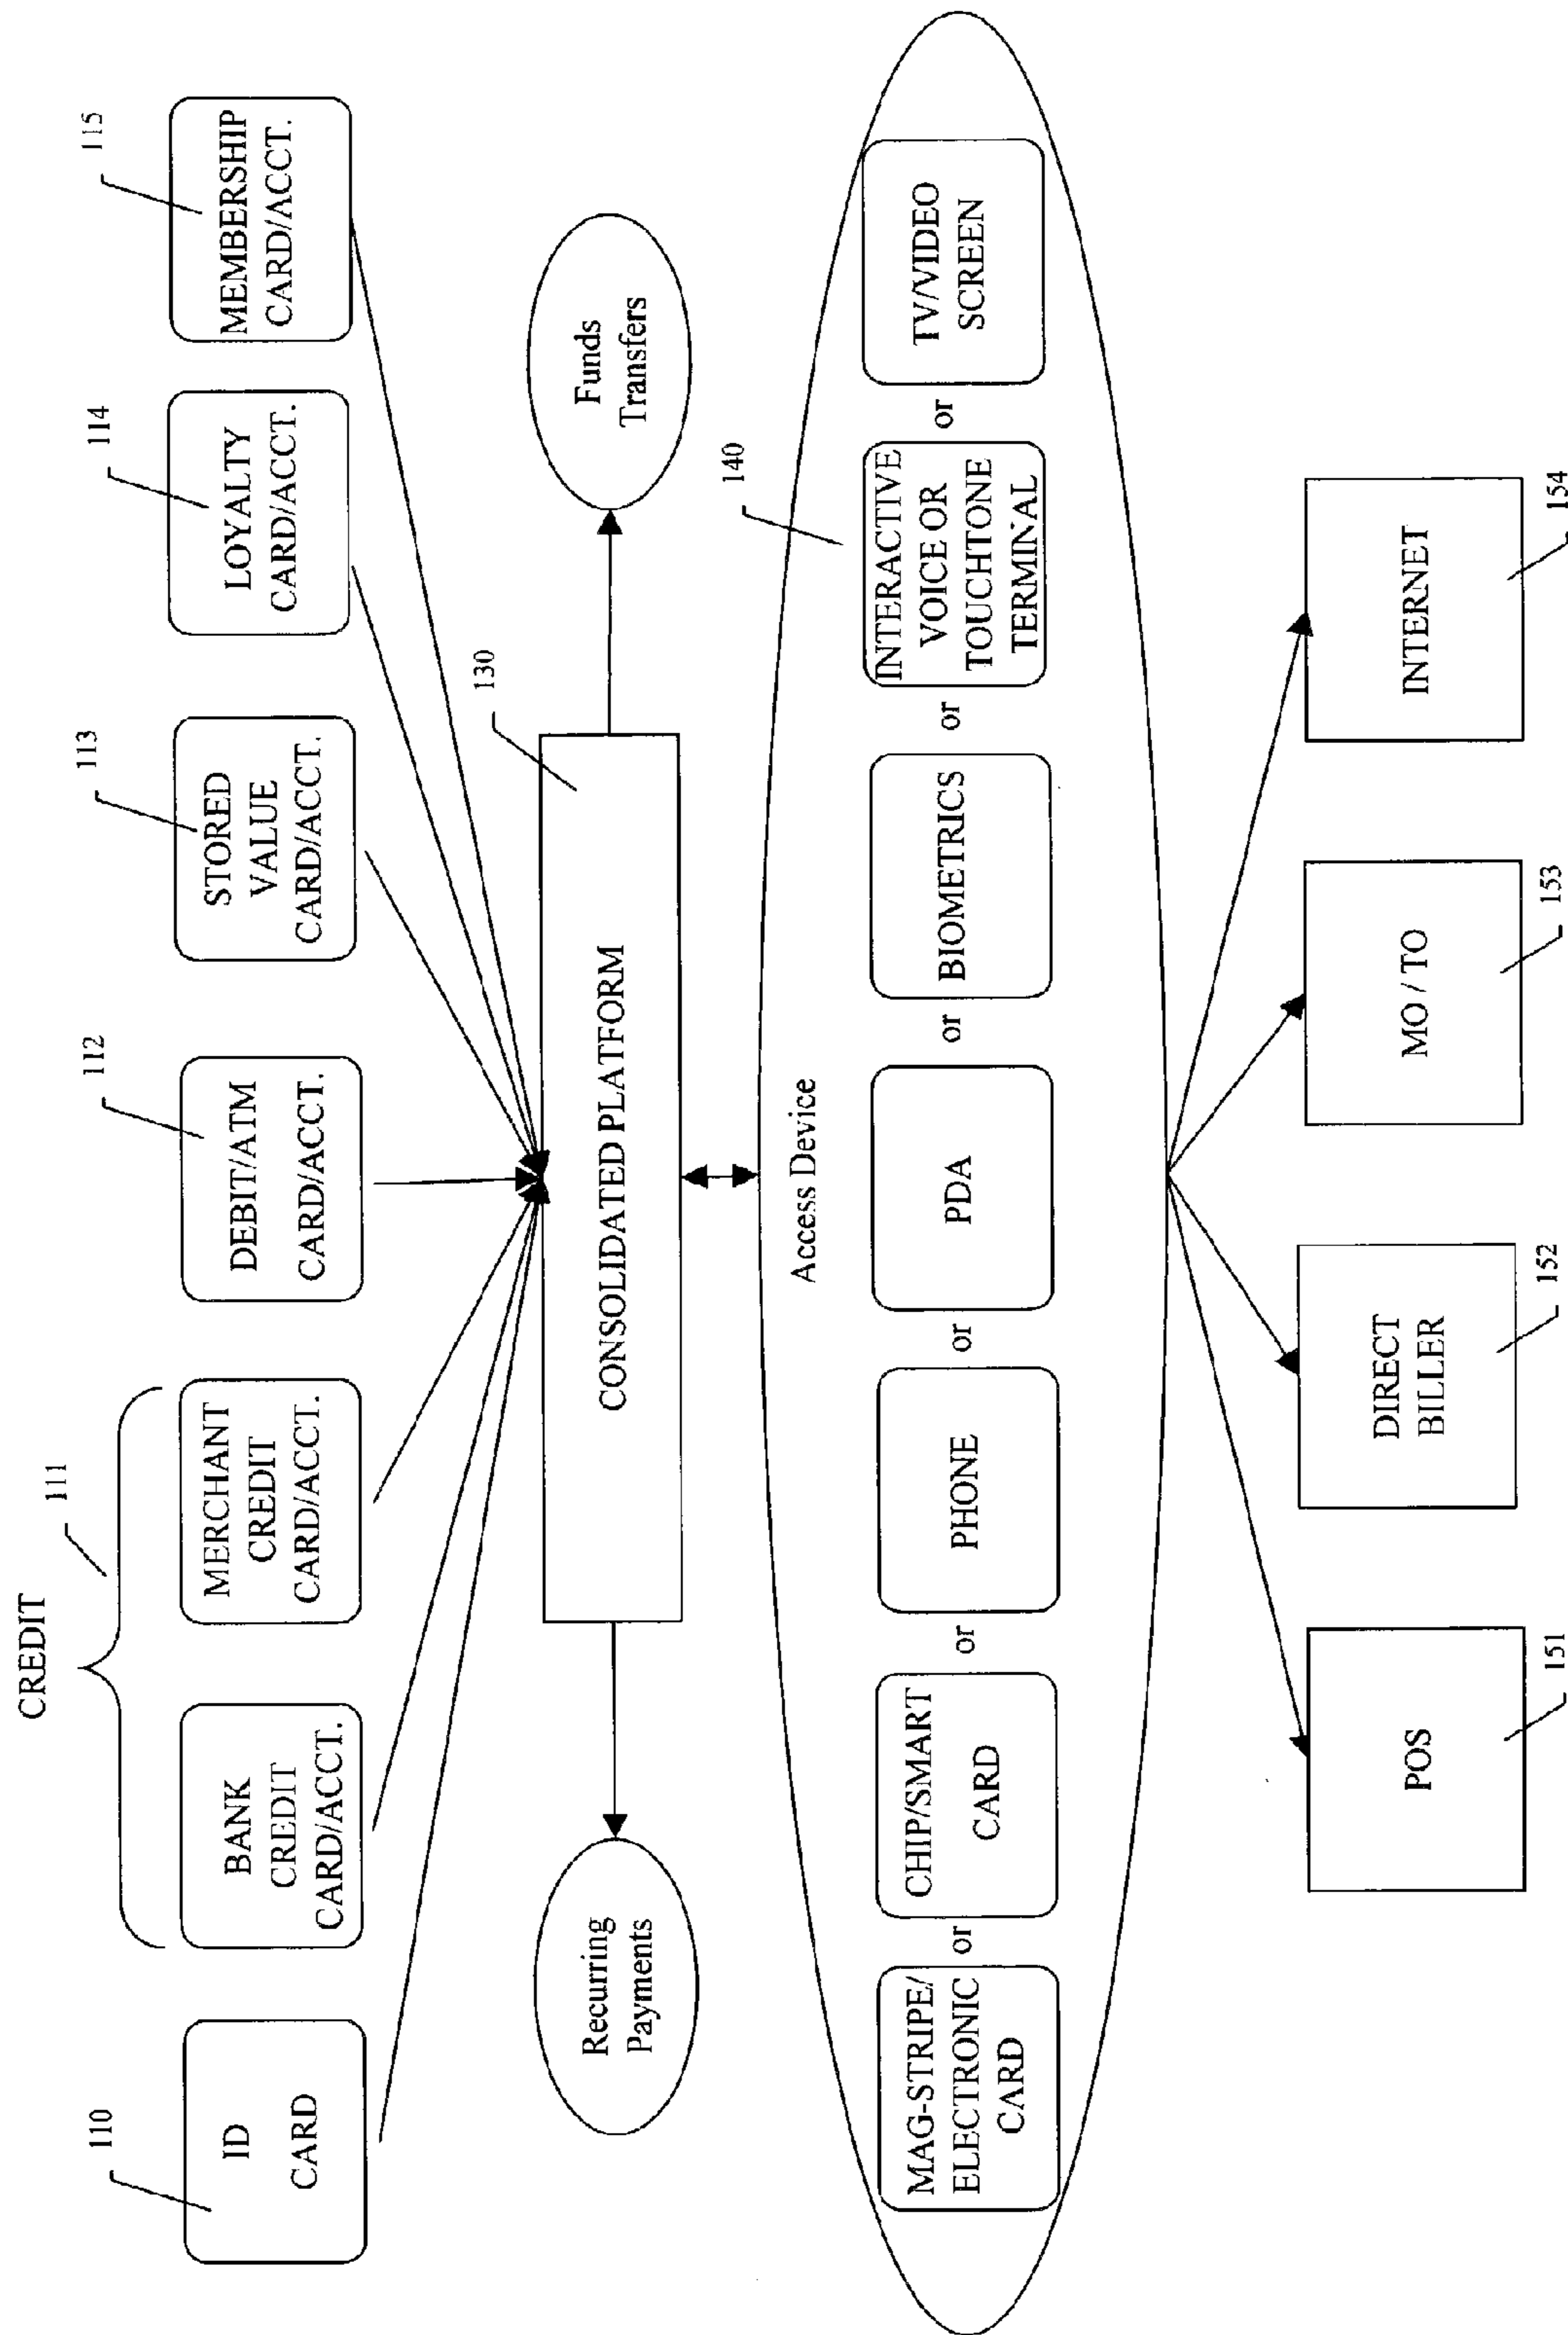 CREDIT
111
110
112
113
114
115
ID
CARD
BANK
CREDIT
CARD/ACCT.
MERCHANT
CREDIT
CARD/ACCT.
DEBIT/ATM
CARD/ACCT.
STORED
VALUE
CARD/ACCT.
LOYALTY
CARD/ACCT.
MEMBERSHIP
CARD/ACCT.
130
Recurring
Payments
CONSOLIDATED PLATFORM
Funds
Transfers
140
Access Device
MAG-STRIPE/
ELECTRONIC
CARD
or
CHIP/SMART
CARD
or
PHONE
or
PDA
or
BIOMETRICS
or
INTERACTIVE
VOICE OR
TOUCHTONE
TERMINAL
or
TV/VIDEO
SCREEN
POS
151
DIRECT
BILLER
152
MO / TO
153
INTERNET
154